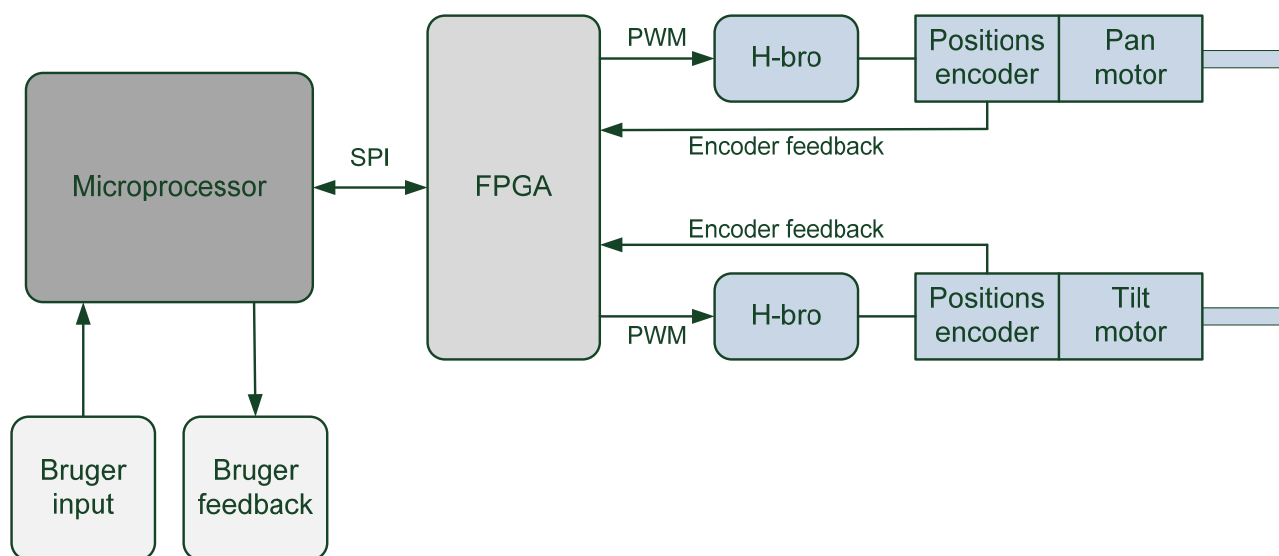 PWM
H-bro
Positions
encoder
Pan
motor
Encoder feedback
Microprocessor
SPI
FPGA
Encoder feedback
PWM
H-bro
Positions
encoder
Tilt
motor
Bruger
input
Bruger
feedback